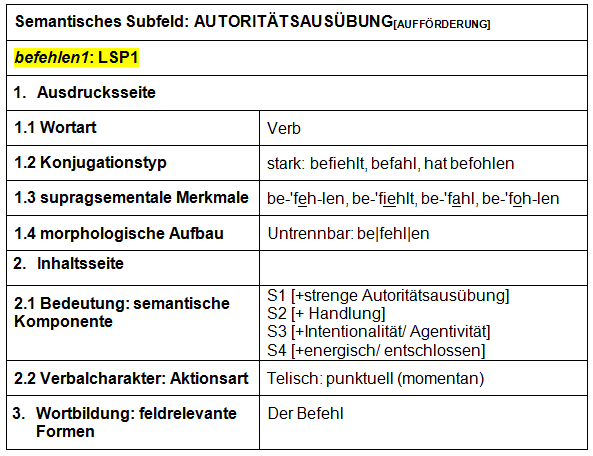 Semantisches Subfeld: AUTORITÄTSAUSÜBUNG[AUFFÖRDERUNG]
befehlen1: LSP1
1. Ausdrucksseite
1.1 Wortart
Verb
1.2 Konjugationstyp
stark: befiehlt, befahl, hat befohlen
1.3 supragsementale Merkmale
be-'feh-len, be-'fiehlt, be-'fahl, be-'foh-len
1.4 morphologische Aufbau
Untrennbar: be|fehl|en
2. Inhaltsseite
2.1 Bedeutung: semantische
Komponente
S1 [+strenge Autoritätsausübung]
S2 [+ Handlung]
S3 [+Intentionalität/ Agentivität]
S4 [+energisch/ entschlossen]
2.2 Verbalcharakter: Aktionsart
Telisch: punktuell (momentan)
3. Wortbildung: feldrelevante
Formen
Der Befehl